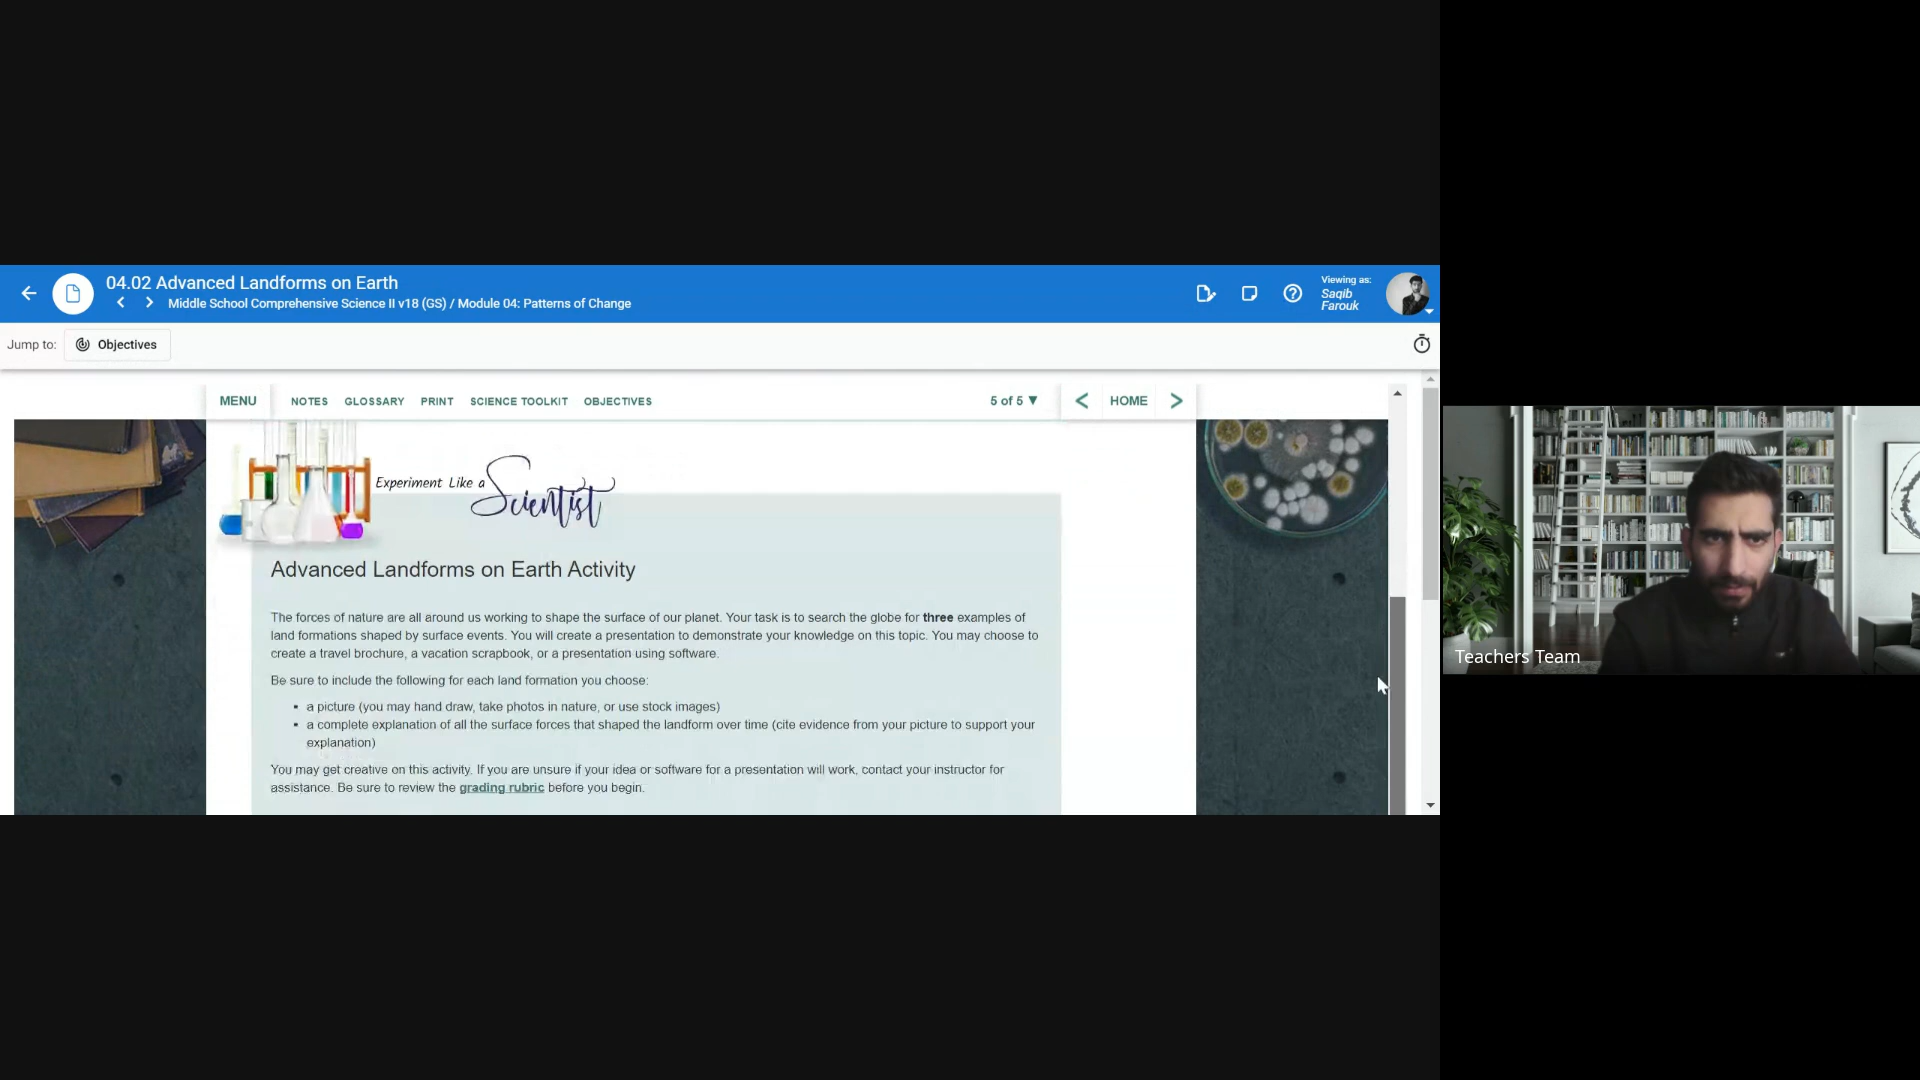 04.02 Advanced Landforms on Earth
Middle School Comprehensive Science II v18 (GS) / Module 04: Patterns of Change
Viewing as:
Saqib
Farouk
Jump to:
Objectives
MENU
NOTES
GLOSSARY
PRINT
SCIENCE TOOLKIT
OBJECTIVES
5 of 5 ▼
<
HOME
>
Experiment Like a
Scientist
Advanced Landforms on Earth Activity
The forces of nature are all around us working to shape the surface of our planet. Your task is to search the globe for three examples of
land formations shaped by surface events. You will create a presentation to demonstrate your knowledge on this topic. You may choose to
create a travel brochure, a vacation scrapbook, or a presentation using software.
Be sure to include the following for each land formation you choose:
▪ a picture (you may hand draw, take photos in nature, or use stock images)
▪ a complete explanation of all the surface forces that shaped the landform over time (cite evidence from your picture to support your
explanation)
You may get creative on this activity. If you are unsure if your idea or software for a presentation will work, contact your instructor for
assistance. Be sure to review the grading rubric before you begin.
Teachers Team